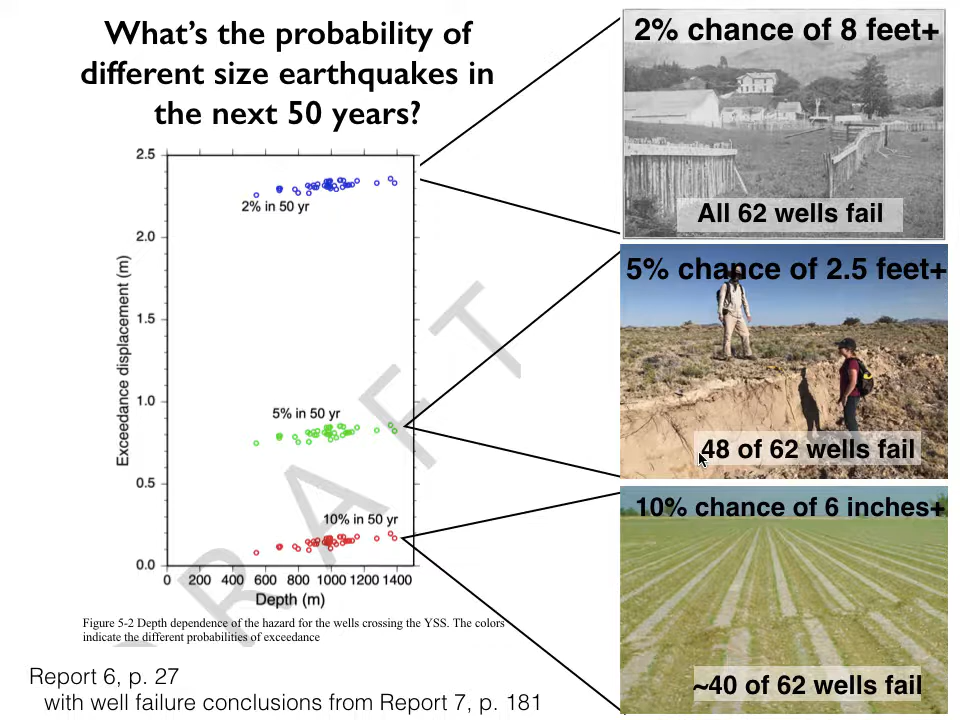 What's the probability of
different size earthquakes in
the next 50 years?
2.5
2.0
1.5
1.0
0.5
0.0
Exceedance displacement (m)
2% in 50 yr
5% in 50 yr
10% in 50 yr
0 200 400 600 800 1000 1200 1400
Depth (m)
DRAFT
Figure 5-2 Depth dependence of the hazard for the wells crossing the YSS. The colors
indicate the different probabilities of exceedance
Report 6, p. 27
with well failure conclusions from Report 7, p. 181
2% chance of 8 feet+
All 62 wells fail
5% chance of 2.5 feet+
48 of 62 wells fail
10% chance of 6 inches+
~40 of 62 wells fail